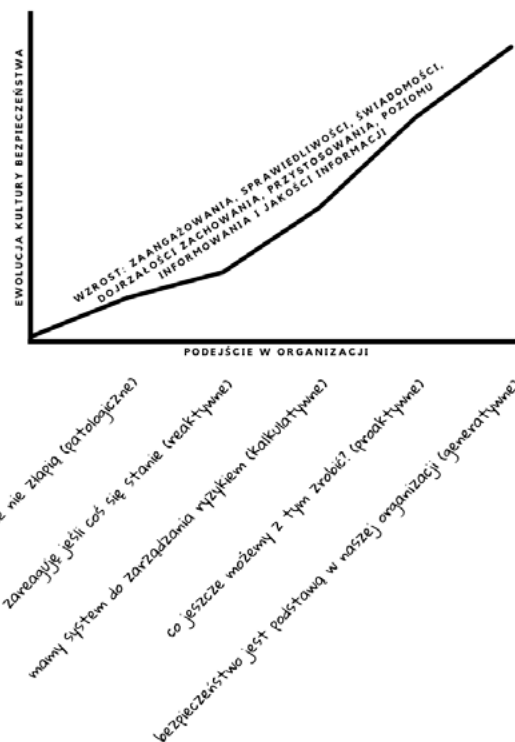 EWOLUCJA KULTURY BEZPIECZEŃSTWA
WZROST: ZAANGAŻOWANIA, SPRAWIEDLIWOŚCI, ŚWIADOMOŚCI,
DOJRZAŁOŚCI ZACHOWANIA, PRZYSTOSOWANIA, POZIOMU
INFORMOWANIA I JAKOŚCI INFORMACJI
PODEJŚCIE W ORGANIZACJI
nie złapią (patologiczne)
zareaguję jeśli coś się stanie (reaktywne)
mamy system do zarządzania ryzykiem (kalkulatywne)
co jeszcze możemy z tym zrobić? (proaktywne)
bezpieczeństwo jest podstawą w naszej organizacji (generatywne)